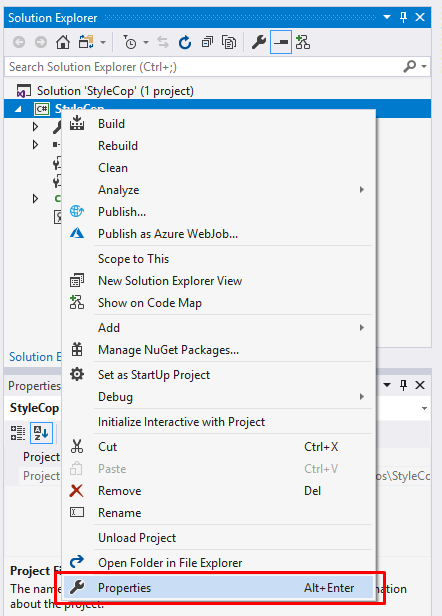 Solution Explorer
Search Solution Explorer (Ctrl+;)
Solution 'StyleCop' (1 project)
C# StyleCop
Build
Rebuild
Clean
Analyze
Publish...
Publish as Azure WebJob...
Scope to This
New Solution Explorer View
Show on Code Map
Add
Manage NuGet Packages...
Set as StartUp Project
Debug
Initialize Interactive with Project
Cut Ctrl+X
Paste Ctrl+V
Remove Del
Rename
Unload Project
Open Folder in File Explorer
Properties Alt+Enter
Solution E
Properties
StyleCop
Project
Project os\StyleCo
Project Fi
The name mation
about the project.